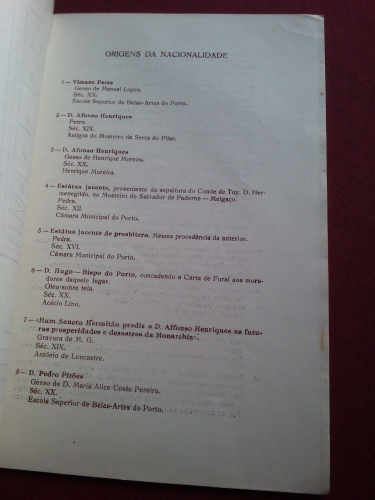 ORIGENS DA NACIONALIDADE
1 — Vimara Peres
Gesso de Manuel Lopes.
Séc. XX.
Escola Superior de Belas-Artes do Porto.
2 — D. Afonso Henriques
Ferro.
Séc. XIX.
Amigos do Mosteiro da Serra do Pilar.
3 — D. Afonso Henriques
Gesso de Henrique Moreira.
Séc. XX.
Henrique Moreira.
4 — Estátua jacente, proveniente da sepultura do Conde de Tuy, D. Her-
menegildo, no Mosteiro do Salvador de Paderne — Melgaço.
Pedra.
Séc. XII.
Câmara Municipal do Porto.
5 — Estátua jacente de presbítero. Mesma procedência da anterior.
Pedra.
Séc. XVI.
Câmara Municipal do Porto.
6 — D. Hugo — Bispo do Porto, concedendo a Carta de Foral aos mora-
dores daquele lugar.
Óleo sobre tela.
Séc. XX.
Acácio Lino.
7 — «Hum Sancto Hermitão prediz a D. Affonso Henriques as futu-
ras prosperidades e desastres da Monarchia».
Gravura de M. G.
Séc. XIX.
António de Lencastre.
8 — D. Pedro Pitões
Gesso de D. Maria Alice Costa Pereira.
Séc. XX.
Escola Superior de Belas-Artes do Porto.